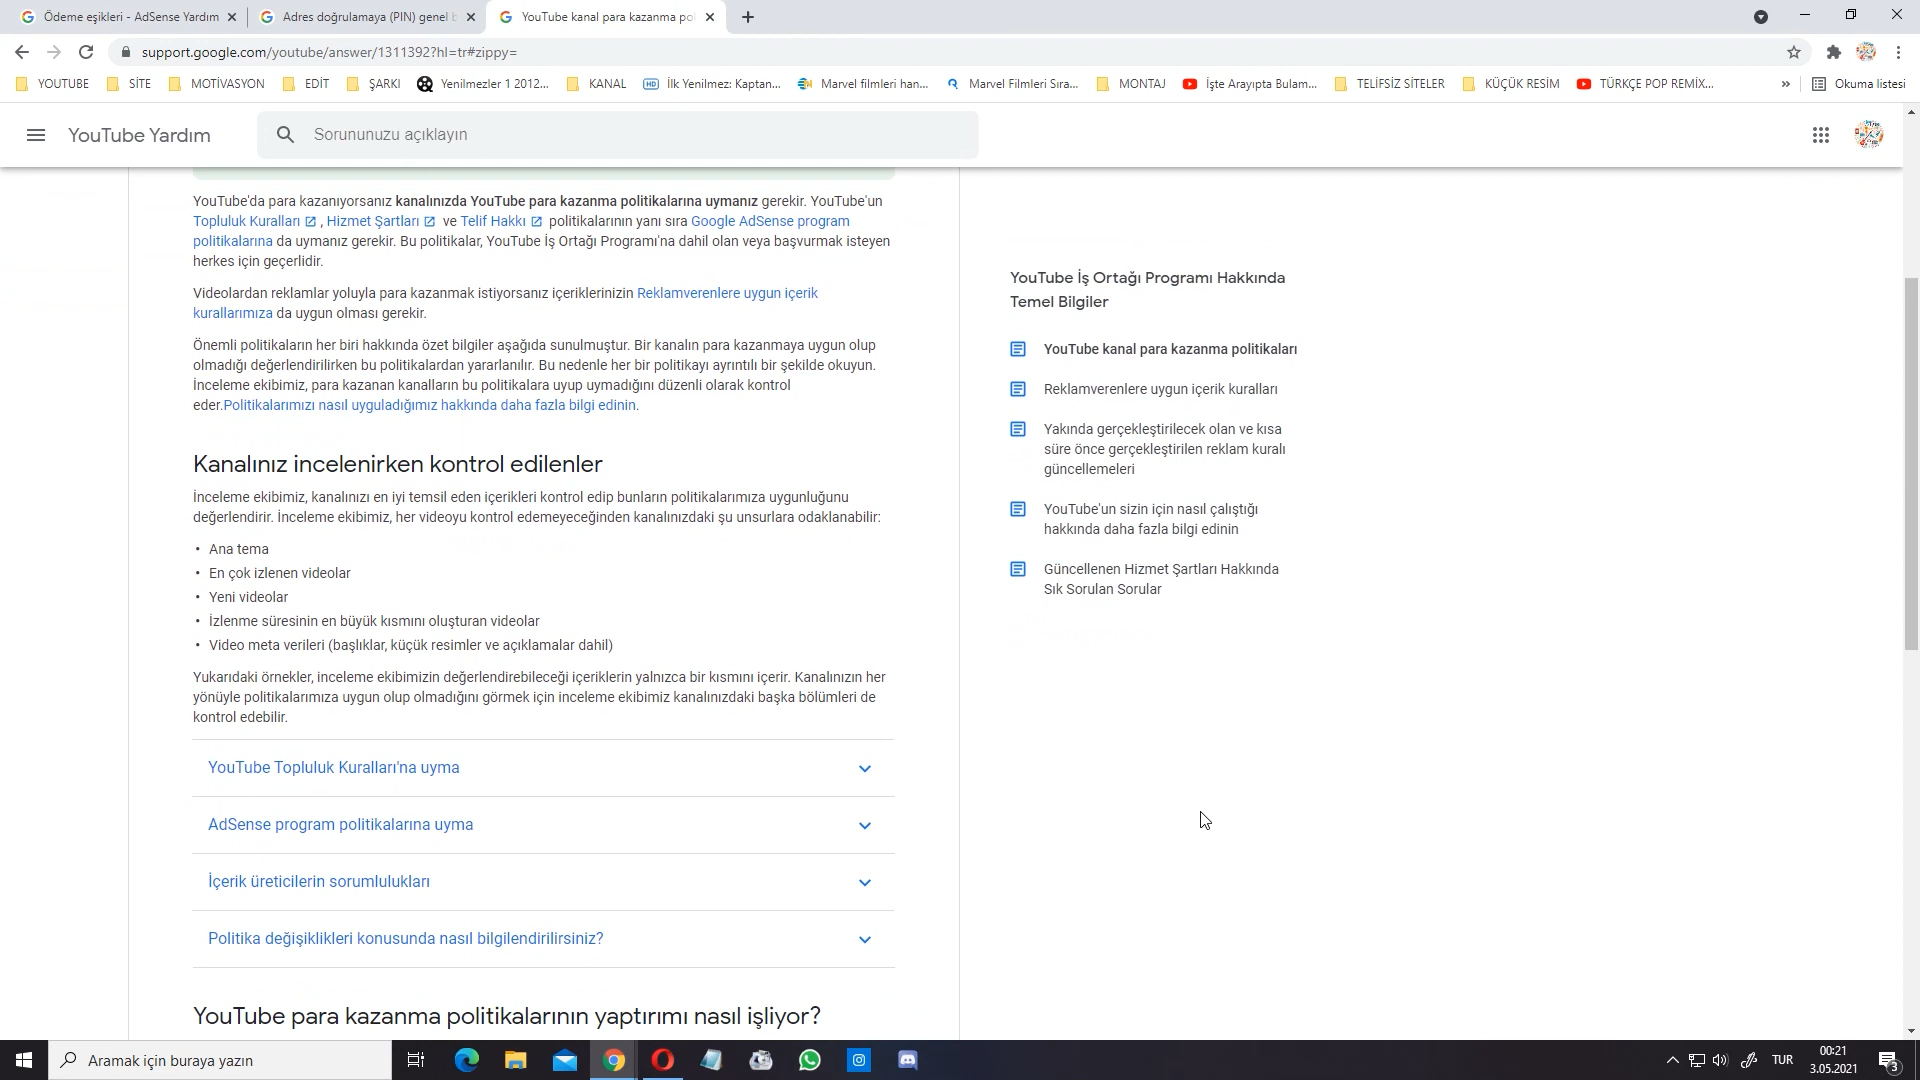 Ödeme eşikleri - AdSense Yardım
Adres doğrulamaya (PIN) genel b
YouTube kanal para kazanma pol
support.google.com/youtube/answer/1311392?hl=tr#zippy=
YOUTUBE SİTE MOTİVASYON EDİT ŞARKI Yenilmezler 1 2012... KANAL İlk Yenilmez: Kaptan... Marvel filmleri han... Marvel Filmleri Sıra... MONTAJ İşte Arayıpta Bulam... TELİFSİZ SİTELER KÜÇÜK RESİM TÜRKÇE POP REMİX... » Okuma listesi
YouTube Yardım
Sorununuzu açıklayın
YouTube'da para kazanıyorsanız kanalınızda YouTube para kazanma politikalarına uymanız gerekir. YouTube'un
Topluluk Kuralları , Hizmet Şartları ve Telif Hakkı politikalarının yanı sıra Google AdSense program
politikalarına da uymanız gerekir. Bu politikalar, YouTube İş Ortağı Programı'na dahil olan veya başvurmak isteyen
herkes için geçerlidir.
Videolardan reklamlar yoluyla para kazanmak istiyorsanız içeriklerinizin Reklamverenlere uygun içerik
kurallarımıza da uygun olması gerekir.
Önemli politikaların her biri hakkında özet bilgiler aşağıda sunulmuştur. Bir kanalın para kazanmaya uygun olup
olmadığı değerlendirilirken bu politikalardan yararlanılır. Bu nedenle her bir politikayı ayrıntılı bir şekilde okuyun.
İnceleme ekibimiz, para kazanan kanalların bu politikalara uyup uymadığını düzenli olarak kontrol
eder.Politikalarımızı nasıl uyguladığımız hakkında daha fazla bilgi edinin.
Kanalınız incelenirken kontrol edilenler
İnceleme ekibimiz, kanalınızı en iyi temsil eden içerikleri kontrol edip bunların politikalarımıza uygunluğunu
değerlendirir. İnceleme ekibimiz, her videoyu kontrol edemeyeceğinden kanalınızdaki şu unsurlara odaklanabilir:
• Ana tema
• En çok izlenen videolar
• Yeni videolar
• İzlenme süresinin en büyük kısmını oluşturan videolar
• Video meta verileri (başlıklar, küçük resimler ve açıklamalar dahil)
Yukarıdaki örnekler, inceleme ekibimizin değerlendirebileceği içeriklerin yalnızca bir kısmını içerir. Kanalınızın her
yönüyle politikalarımıza uygun olup olmadığını görmek için inceleme ekibimiz kanalınızdaki başka bölümleri de
kontrol edebilir.
YouTube Topluluk Kuralları'na uyma
AdSense program politikalarına uyma
İçerik üreticilerin sorumlulukları
Politika değişiklikleri konusunda nasıl bilgilendirilirsiniz?
YouTube para kazanma politikalarının yaptırımı nasıl işliyor?
YouTube İş Ortağı Programı Hakkında
Temel Bilgiler
YouTube kanal para kazanma politikaları
Reklamverenlere uygun içerik kuralları
Yakında gerçekleştirilecek olan ve kısa
süre önce gerçekleştirilen reklam kuralı
güncellemeleri
YouTube'un sizin için nasıl çalıştığı
hakkında daha fazla bilgi edinin
Güncellenen Hizmet Şartları Hakkında
Sık Sorulan Sorular
Aramak için buraya yazın
TUR
00:21
3.05.2021
3